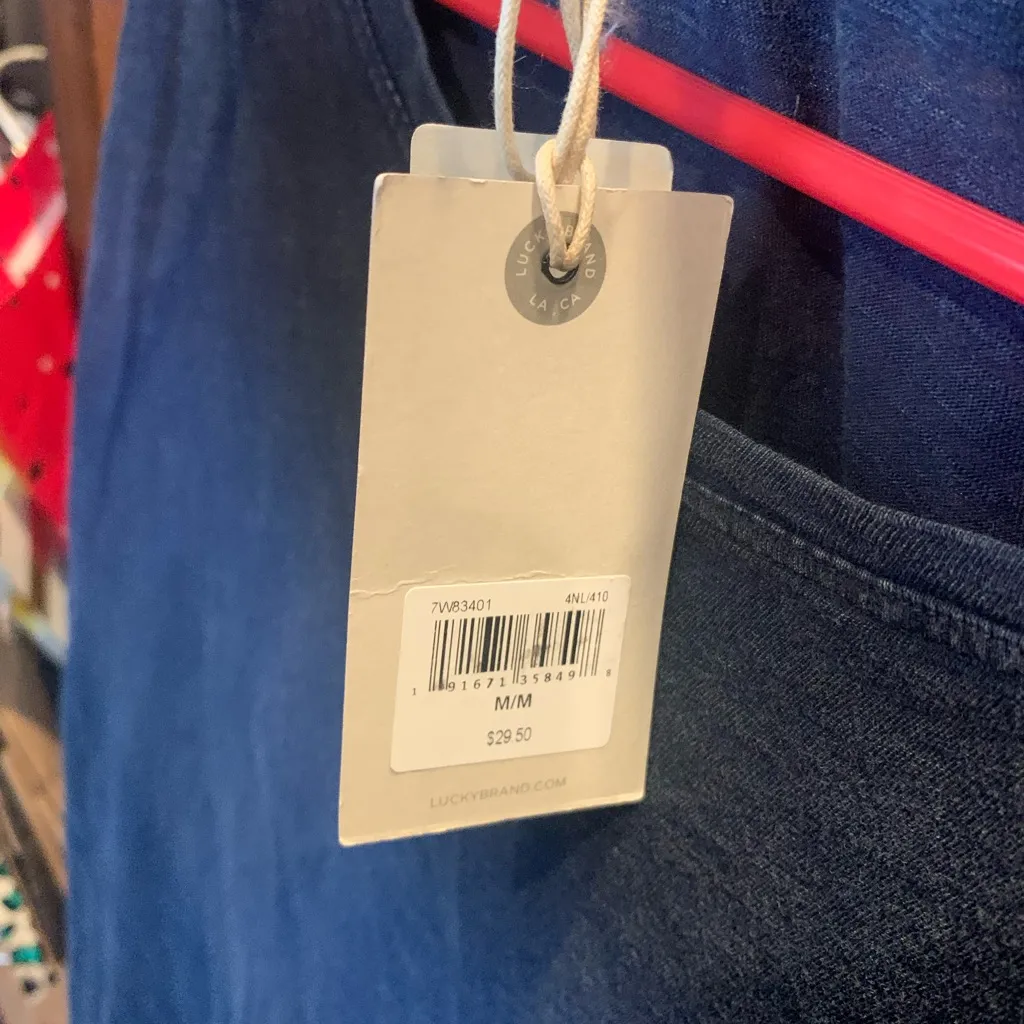 LUCKY BRAND
LA, CA
7W83401 4NL/410
1 91671 35849 8
M/M
$29.50
LUCKYBRAND.COM